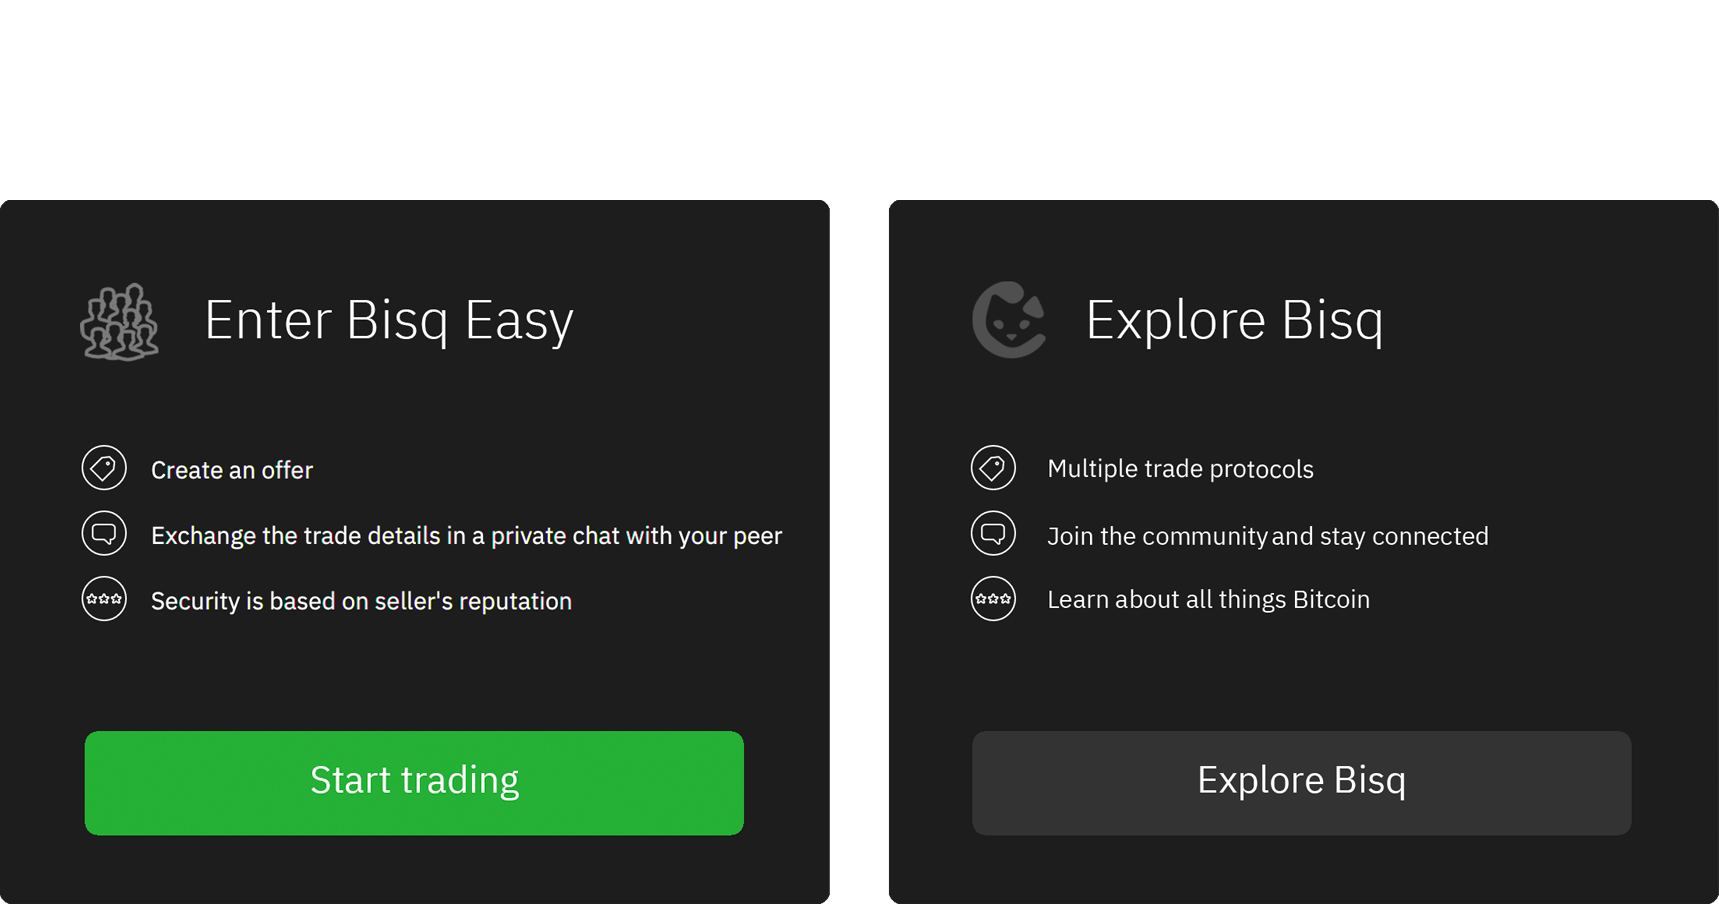 Enter Bisq Easy
Create an offer
Exchange the trade details in a private chat with your peer
Security is based on seller's reputation
Start trading
Explore Bisq
Multiple trade protocols
Join the community and stay connected
Learn about all things Bitcoin
Explore Bisq